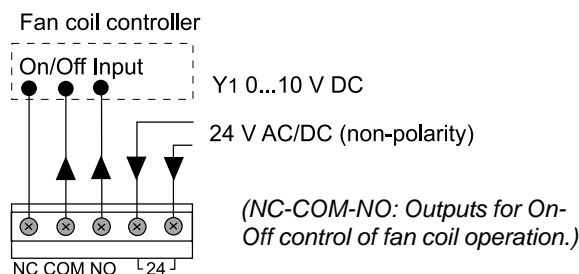 Fan coil controller
On/Off Input
Y1 0...10 V DC
24 V AC/DC (non-polarity)
(NC-COM-NO: Outputs for On-
Off control of fan coil operation.)
NC COM NO 24